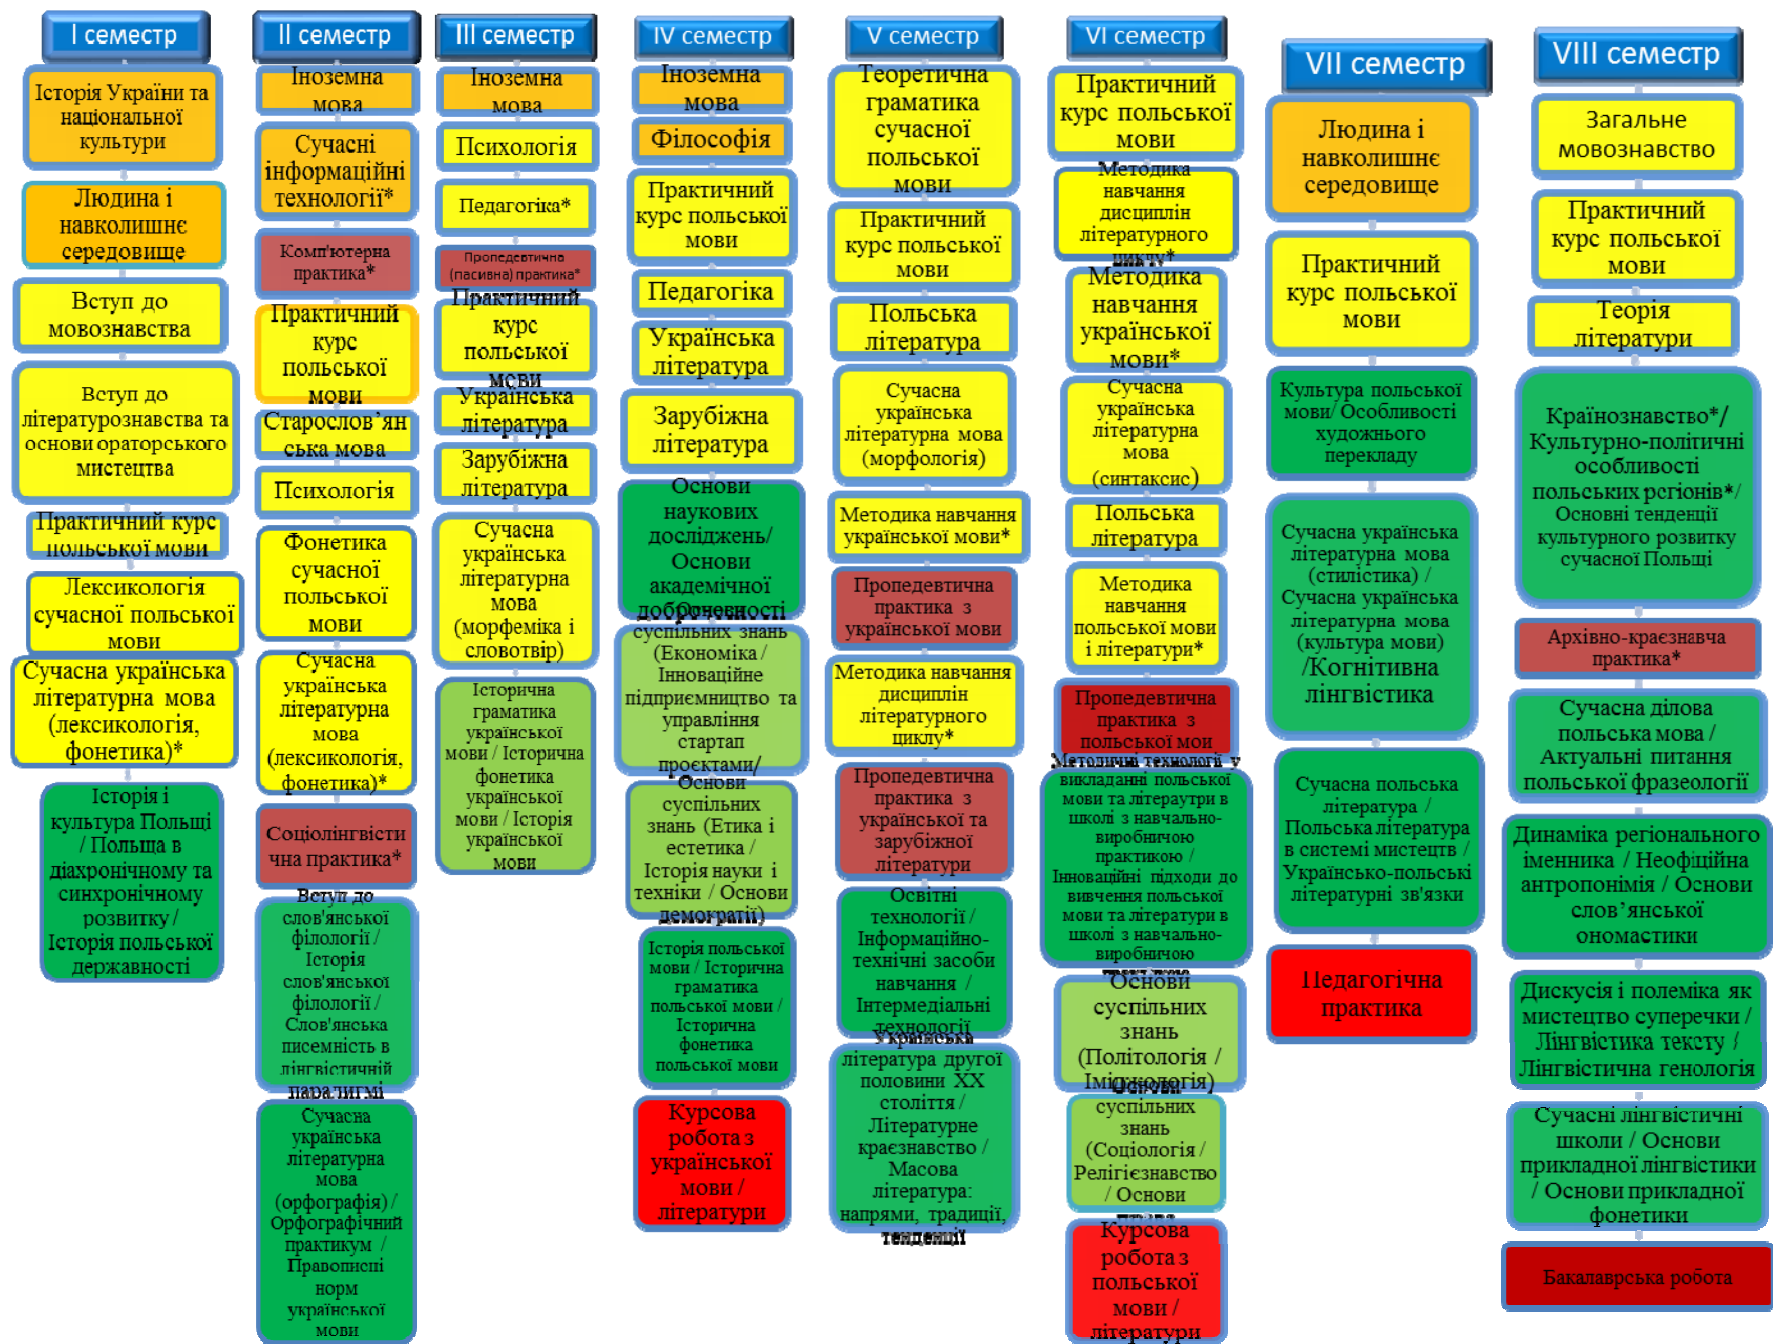 I семестр
Історія України та
національної
культури
Людина і
навколишнє
середовище
Вступ до
мовознавства
Вступ до
літературознавства та
основи ораторського
мистецтва
Практичний курс
польської мови
Лексикологія
сучасної польської
мови
Сучасна українська
літературна мова
(лексикологія,
фонетика)*
Історія і
культура Польщі
/ Польща в
діахронічному та
синхронічному
розвитку /
Історія польської
державності
II семестр
Іноземна
мова
Сучасні
інформаційні
технології*
Комп'ютерна
практика*
Практичний
курс
польської
мови
Старослов’ян
ська мова
Психологія
Фонетика
сучасної
польської
мови
Сучасна
українська
літературна
мова
(лексикологія,
фонетика)*
Соціолінгвісти
чна практика*
Вступ до
слов'янської
філології /
Історія
слов'янської
філології /
Слов'янська
писемність в
лінгвістичній
парадигмі
Сучасна
українська
літературна
мова
(орфографія) /
Орфографічний
практикум /
Правописні
норм
української
мови
III семестр
Іноземна
мова
Психологія
Педагогіка*
Пропедевтична
(пасивна) практика*
Практичний
курс
польської
мови
Українська
література
Зарубіжна
література
Сучасна
українська
літературна
мова
(морфеміка і
словотвір)
Історична
граматика
української
мови / Історична
фонетика
української
мови / Історія
української
мови
IV семестр
Іноземна
мова
Філософія
Практичний
курс польської
мови
Педагогіка
Українська
література
Зарубіжна
література
Основи
наукових
досліджень/
Основи
академічної
доброчесності
Основи
суспільних знань
(Економіка /
Інноваційне
підприємництво та
управління
стартап
проєктами/
Основи
суспільних
знань (Етика і
естетика /
Історія науки і
техніки / Основи
демократії)
Історія польської
мови / Історична
граматика
польської мови /
Історична
фонетика
польської мови
Курсова
робота з
української
мови /
літератури
V семестр
Теоретична
граматика
сучасної
польської
мови
Практичний
курс польської
мови
Польська
література
Сучасна
українська
літературна мова
(морфологія)
Методика навчання
української мови*
Пропедевтична
практика з
української мови
Методика навчання
дисциплін
літературного
циклу*
Пропедевтична
практика з
української та
зарубіжної
літератури
Освітні
технології /
Інформаційно-
технічні засоби
навчання /
Інтермедіальні
технології
Українська
література другої
половини XX
століття /
Літературне
краєзнавство /
Масова
література:
напрями, традиції,
тенденції
VI семестр
Практичний
курс польської
мови
Методика
навчання
дисциплін
літературного
циклу*
Методика
навчання
української
мови*
Сучасна
українська
літературна
мова
(синтаксис)
Польська
література
Методика
навчання
польської мови
і літератури*
Пропедевтична
практика з
польської мои
Методичні технології у
викладанні польської
мови та літераутри в
школі з навчально-
виробничою
практикою /
Інноваційні підходи до
вивчення польської
мови та літератури в
школі з навчально-
виробничою
Основи
суспільних
знань
(Політологія /
Іміджологія)
Основи
суспільних
знань
(Соціологія /
Релігієзнавство
/ Основи
права
Курсова
робота з
польської
мови /
літератури
VII семестр
Людина і
навколишнє
середовище
Практичний
курс польської
мови
Культура польської
мови/ Особливості
художнього
перекладу
Сучасна українська
літературна мова
(стилістика) /
Сучасна українська
літературна мова
(культура мови)
/Когнітивна
лінгвістика
Сучасна польська
література /
Польська література
в системі мистецтв /
Українсько-польські
літературні зв'язки
Педагогічна
практика
VIII семестр
Загальне
мовознавство
Практичний
курс польської
мови
Теорія
літератури
Країнознавство*/
Культурно-політичні
особливості
польських регіонів*/
Основні тенденції
культурного розвитку
сучасної Польщі
Архівно-краєзнавча
практика*
Сучасна ділова
польська мова /
Актуальні питання
польської фразеології
Динаміка регіонального
іменника / Неофіційна
антропонімія / Основи
слов’янської
ономастики
Дискусія і полеміка як
мистецтво суперечки /
Лінгвістика тексту /
Лінгвістична генологія
Сучасні лінгвістичні
школи / Основи
прикладної лінгвістики
/ Основи прикладної
фонетики
Бакалаврська робота